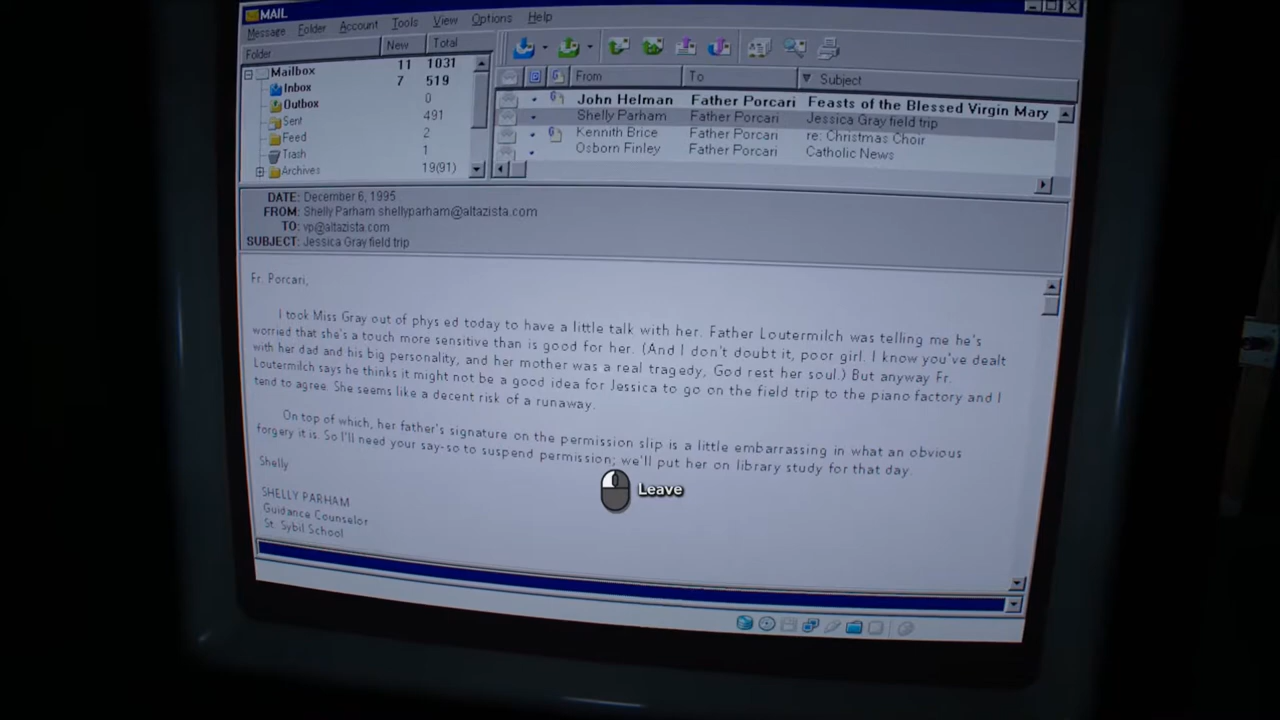 MAIL
Message Folder Account Tools View Options Help
Folder New Total
Mailbox 11 1031
Inbox 7 519
Outbox 0
Sent 491
Feed 2
Trash 1
Archives 19(91)
From To Subject
John Helman Father Porcari Feasts of the Blessed Virgin Mary
Shelly Parham Father Porcari Jessica Gray field trip
Kennith Brice Father Porcari re: Christmas Choir
Osborn Finley Father Porcari Catholic News
DATE: December 6, 1995
FROM: Shelly Parham shellyparham@altazista.com
TO: vp@altazista.com
SUBJECT: Jessica Gray field trip
Fr. Porcari,
I took Miss Gray out of phys ed today to have a little talk with her. Father Loutermilch was telling me he's
worried that she's a touch more sensitive than is good for her. (And I don't doubt it, poor girl. I know you've dealt
with her dad and his big personality, and her mother was a real tragedy, God rest her soul.) But anyway Fr.
Loutermilch says he thinks it might not be a good idea for Jessica to go on the field trip to the piano factory and I
tend to agree. She seems like a decent risk of a runaway.
On top of which, her father's signature on the permission slip is a little embarrassing in what an obvious
forgery it is. So I'll need your say-so to suspend permission; we'll put her on library study for that day.
Shelly
Leave
SHELLY PARHAM
Guidance Counselor
St. Sybil School